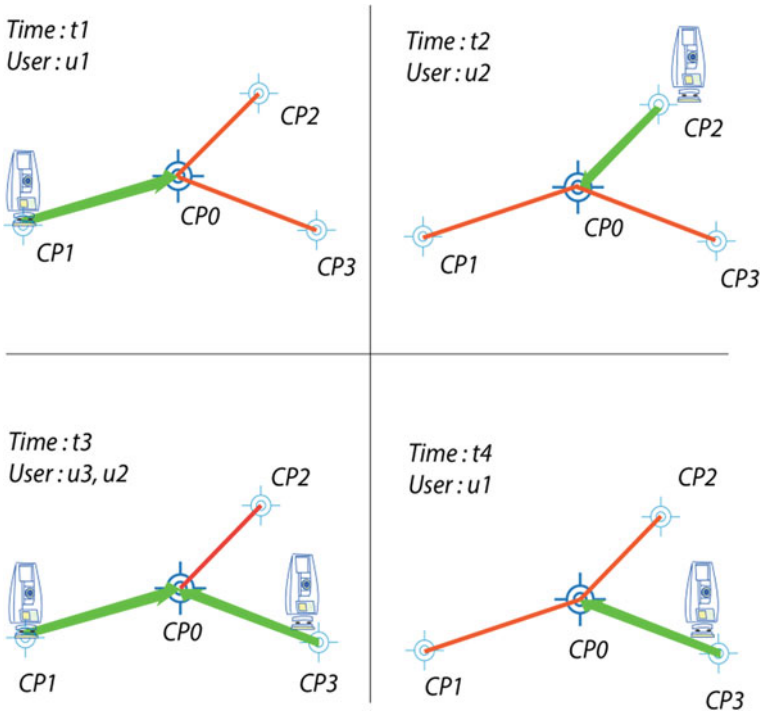 Time : t1
User : u1
CP2
CP0
CP1
CP3
Time : t2
User : u2
CP2
CP0
CP1
CP3
Time : t3
User : u3, u2
CP2
CP0
CP1
CP3
Time : t4
User : u1
CP2
CP0
CP1
CP3